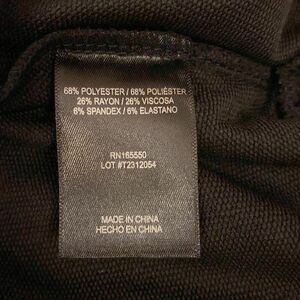 68% POLYESTER / 68% POLIÉSTER
26% RAYON / 26% VISCOSA
6% SPANDEX / 6% ELASTANO
RN165550
LOT #T2312054
MADE IN CHINA
HECHO EN CHINA